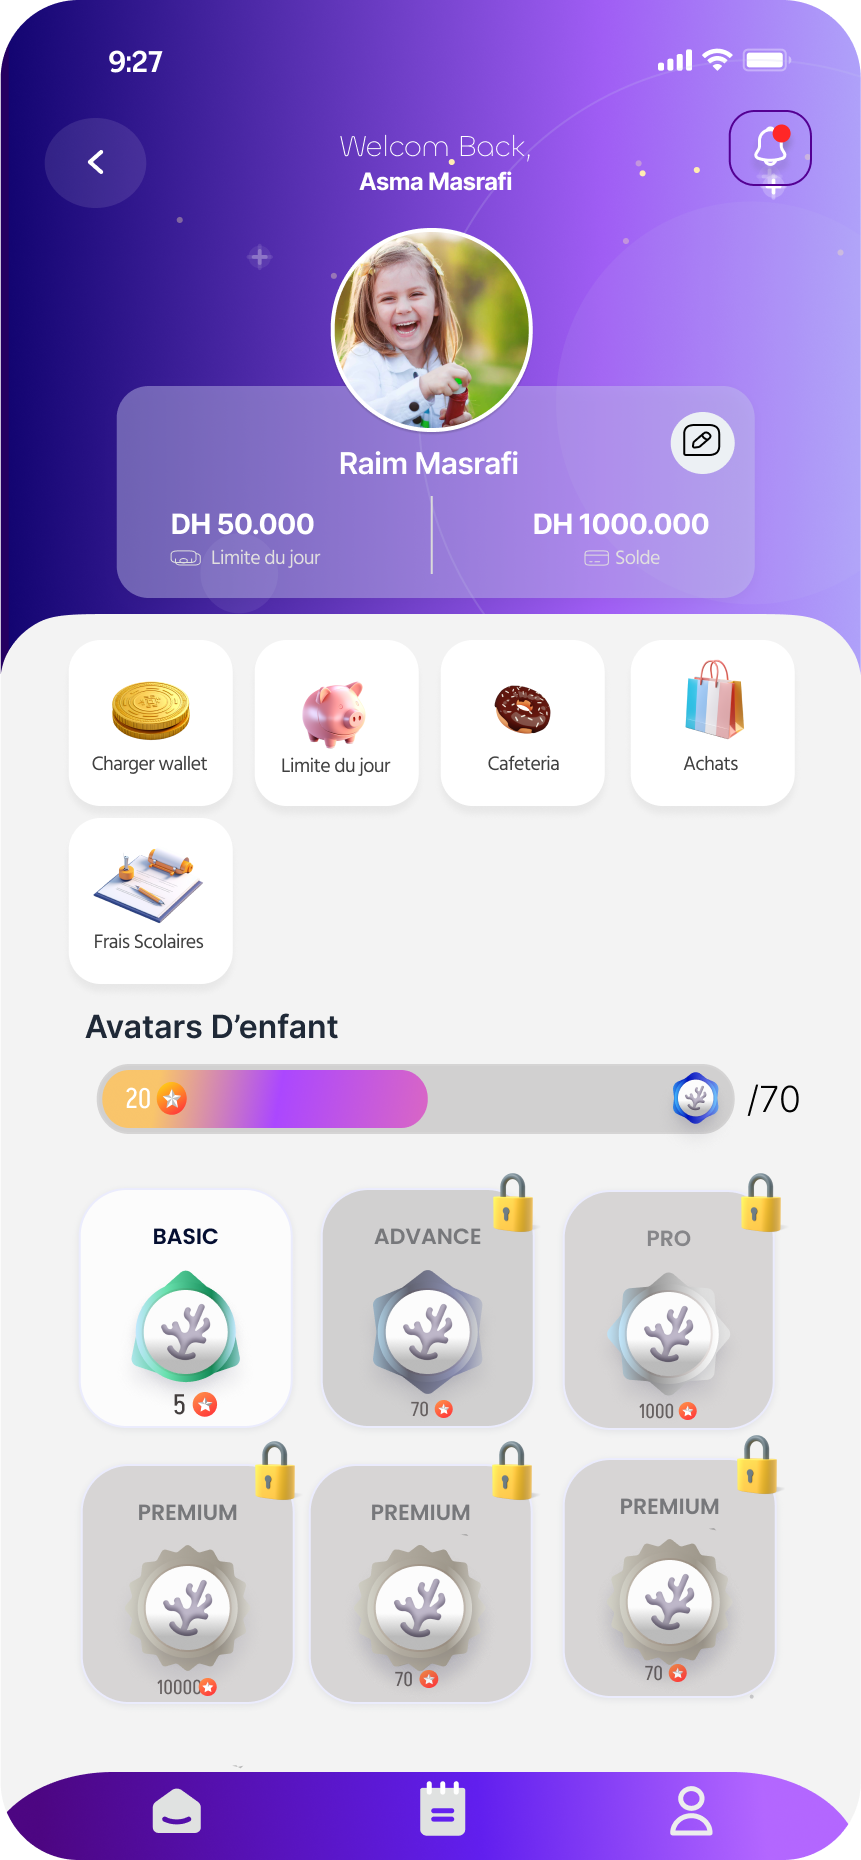 9:27
Welcom Back,
Asma Masrafi
Raim Masrafi
DH 50.000
DH 1000.000
Limite du jour
Solde
Charger wallet
Limite du jour
Cafeteria
Achats
Frais Scolaires
Avatars D’enfant
20
/70
BASIC
ADVANCE
PRO
5
70
1000
PREMIUM
PREMIUM
PREMIUM
10000
70
70